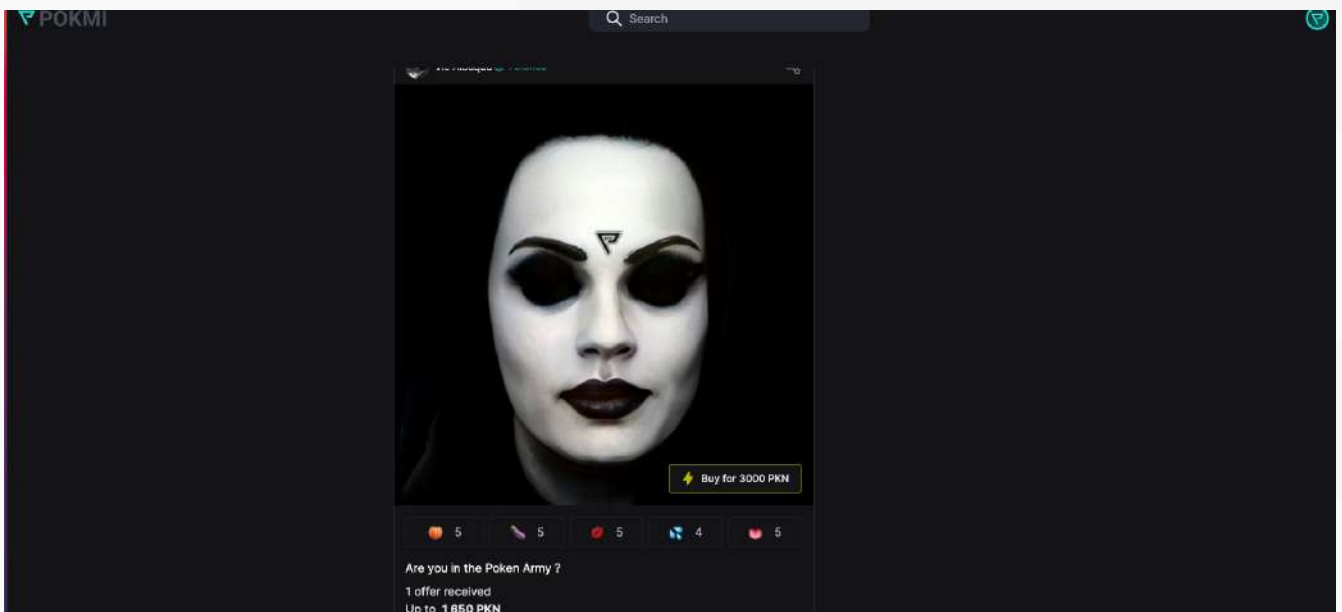 POKMI
Search
Buy for 3000 PKN
5
5
5
4
5
Are you in the Poken Army ?
1 offer received
Up to 1 650 PKN